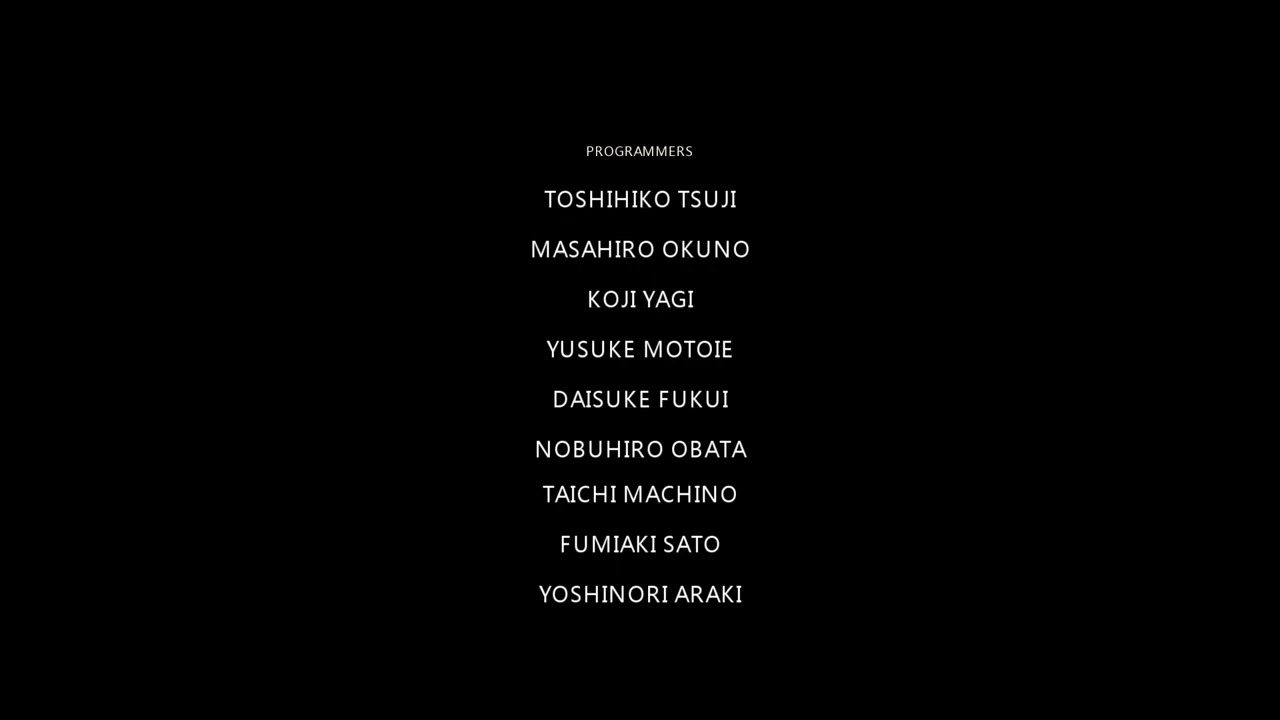 PROGRAMMERS
TOSHIHIKO TSUJI
MASAHIRO OKUNO
KOJI YAGI
YUSUKE MOTOIE
DAISUKE FUKUI
NOBUHIRO OBATA
TAICHI MACHINO
FUMIAKI SATO
YOSHINORI ARAKI